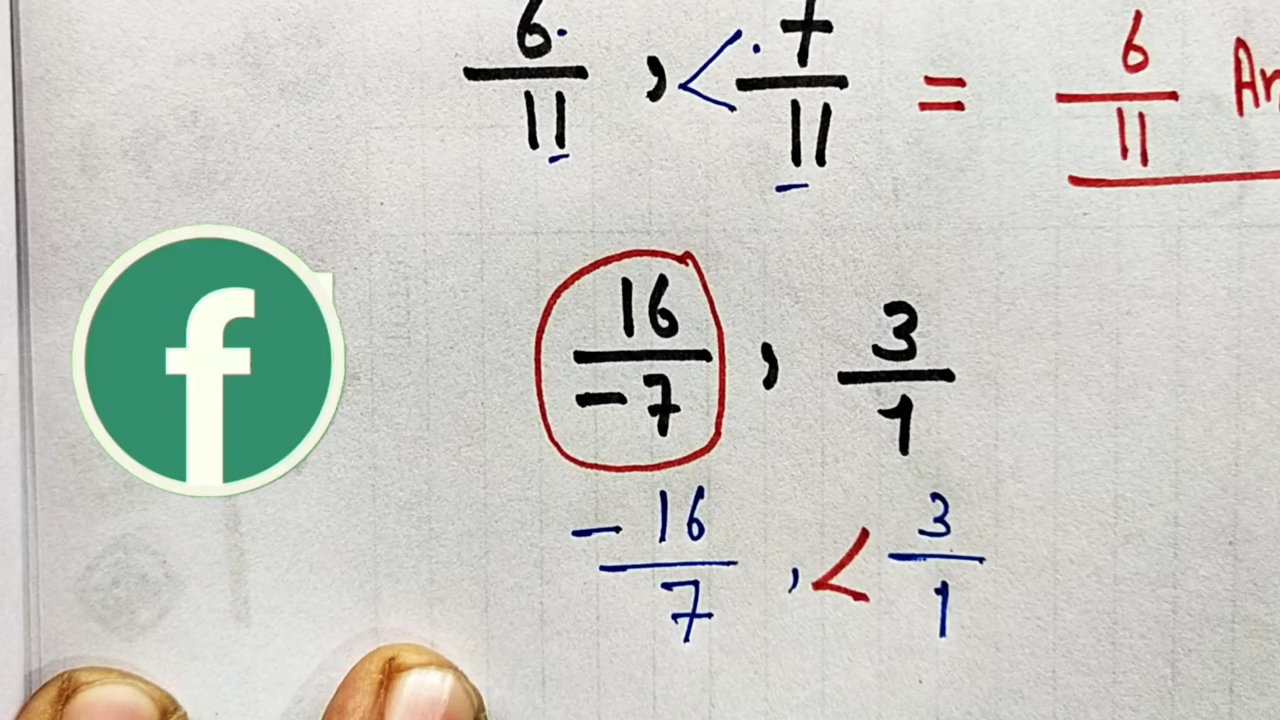 6/11 , < 7/11 = 6/11 An
16/-7 , 3/1
-16/7 , < 3/1
f